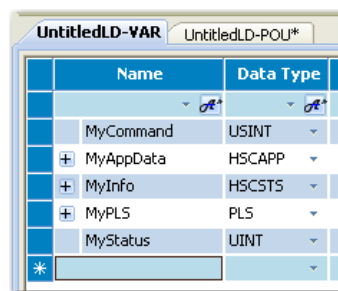 UntitledLD-VAR UntitledLD-POU*
Name Data Type
MyCommand USINT
MyAppData HSCAPP
MyInfo HSCSTS
MyPLS PLS
MyStatus UINT